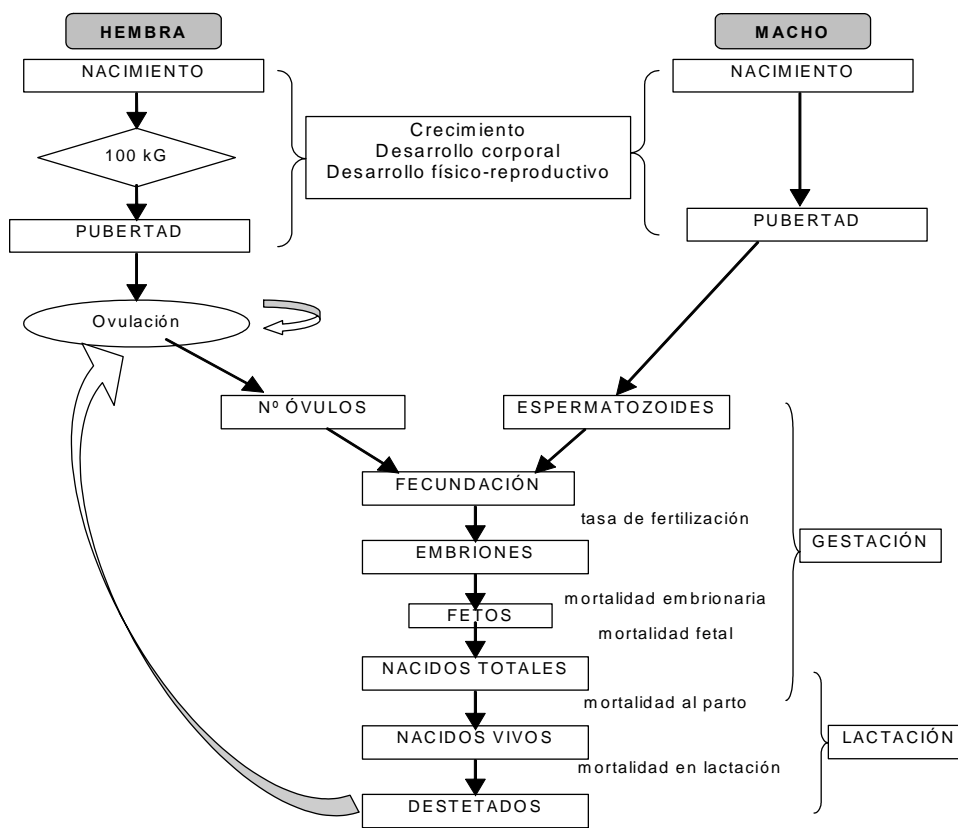 HEMBRA
MACHO
NACIMIENTO
NACIMIENTO
100 kG
Crecimiento
Desarrollo corporal
Desarrollo físico-reproductivo
PUBERTAD
PUBERTAD
Ovulación
Nº ÓVULOS
ESPERMATOZOIDES
FECUNDACIÓN
tasa de fertilización
GESTACIÓN
EMBRIONES
mortalidad embrionaria
FETOS
mortalidad fetal
NACIDOS TOTALES
mortalidad al parto
NACIDOS VIVOS
LACTACIÓN
mortalidad en lactación
DESTETADOS